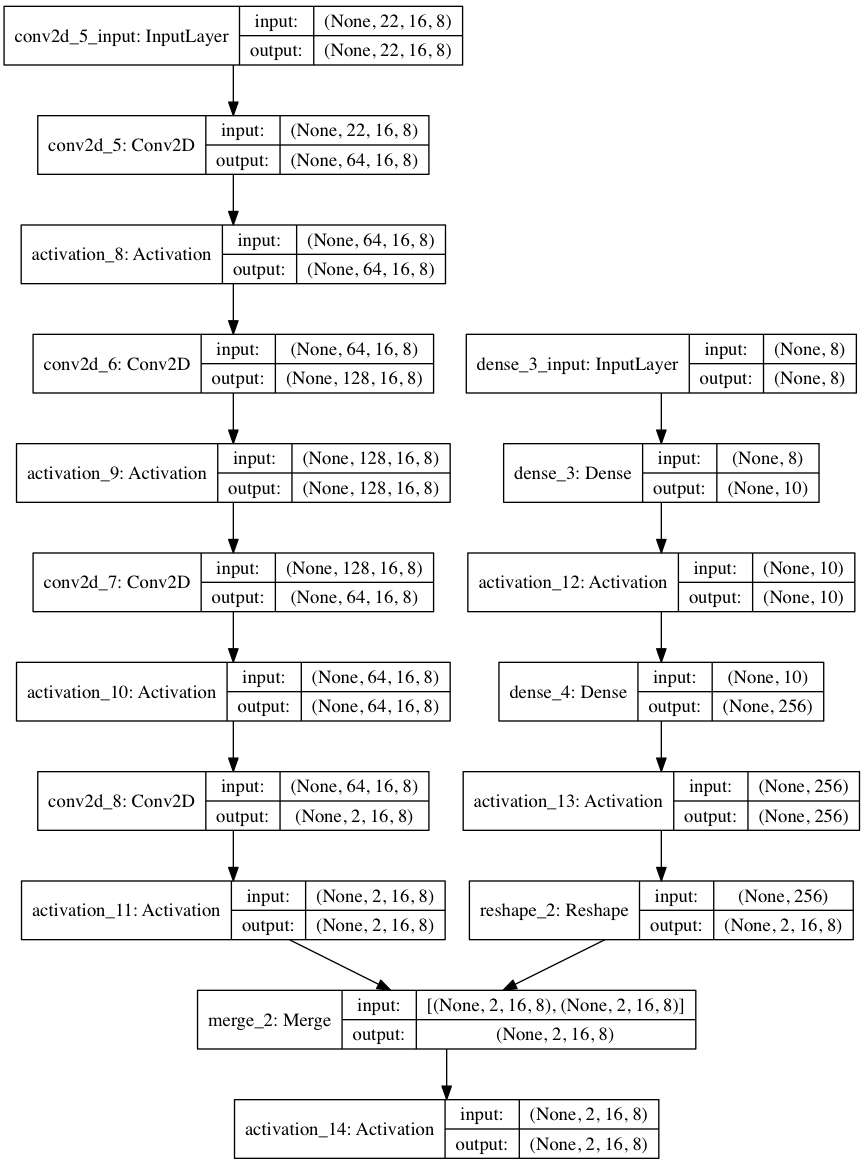 conv2d_5_input: InputLayer
input: (None, 22, 16, 8)
output: (None, 22, 16, 8)
conv2d_5: Conv2D
input: (None, 22, 16, 8)
output: (None, 64, 16, 8)
activation_8: Activation
input: (None, 64, 16, 8)
output: (None, 64, 16, 8)
conv2d_6: Conv2D
input: (None, 64, 16, 8)
output: (None, 128, 16, 8)
activation_9: Activation
input: (None, 128, 16, 8)
output: (None, 128, 16, 8)
conv2d_7: Conv2D
input: (None, 128, 16, 8)
output: (None, 64, 16, 8)
activation_10: Activation
input: (None, 64, 16, 8)
output: (None, 64, 16, 8)
conv2d_8: Conv2D
input: (None, 64, 16, 8)
output: (None, 2, 16, 8)
activation_11: Activation
input: (None, 2, 16, 8)
output: (None, 2, 16, 8)
dense_3_input: InputLayer
input: (None, 8)
output: (None, 8)
dense_3: Dense
input: (None, 8)
output: (None, 10)
activation_12: Activation
input: (None, 10)
output: (None, 10)
dense_4: Dense
input: (None, 10)
output: (None, 256)
activation_13: Activation
input: (None, 256)
output: (None, 256)
reshape_2: Reshape
input: (None, 256)
output: (None, 2, 16, 8)
merge_2: Merge
input: [(None, 2, 16, 8), (None, 2, 16, 8)]
output: (None, 2, 16, 8)
activation_14: Activation
input: (None, 2, 16, 8)
output: (None, 2, 16, 8)